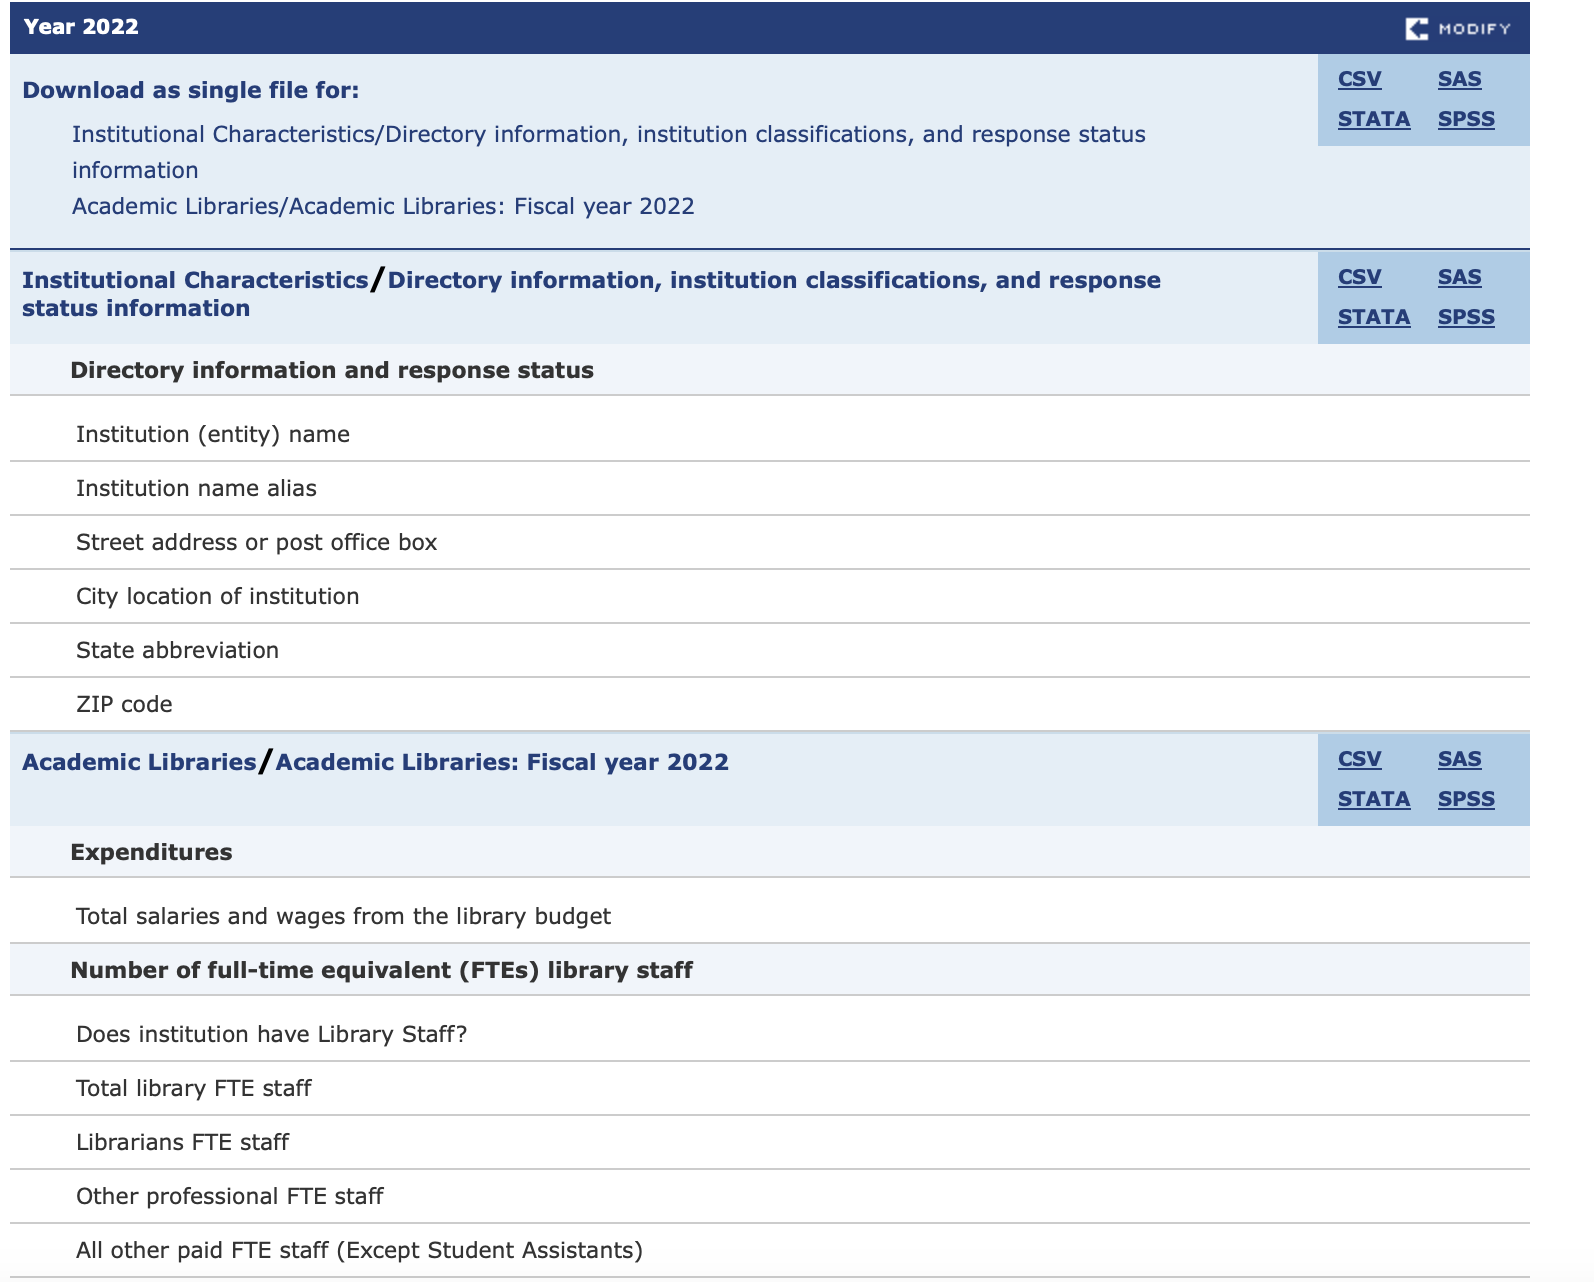 Year 2022
MODIFY
Download as single file for:
CSV SAS
STATA SPSS
Institutional Characteristics/Directory information, institution classifications, and response status
information
Academic Libraries/Academic Libraries: Fiscal year 2022
Institutional Characteristics/Directory information, institution classifications, and response
status information
CSV SAS
STATA SPSS
Directory information and response status
Institution (entity) name
Institution name alias
Street address or post office box
City location of institution
State abbreviation
ZIP code
Academic Libraries/Academic Libraries: Fiscal year 2022
CSV SAS
STATA SPSS
Expenditures
Total salaries and wages from the library budget
Number of full-time equivalent (FTEs) library staff
Does institution have Library Staff?
Total library FTE staff
Librarians FTE staff
Other professional FTE staff
All other paid FTE staff (Except Student Assistants)